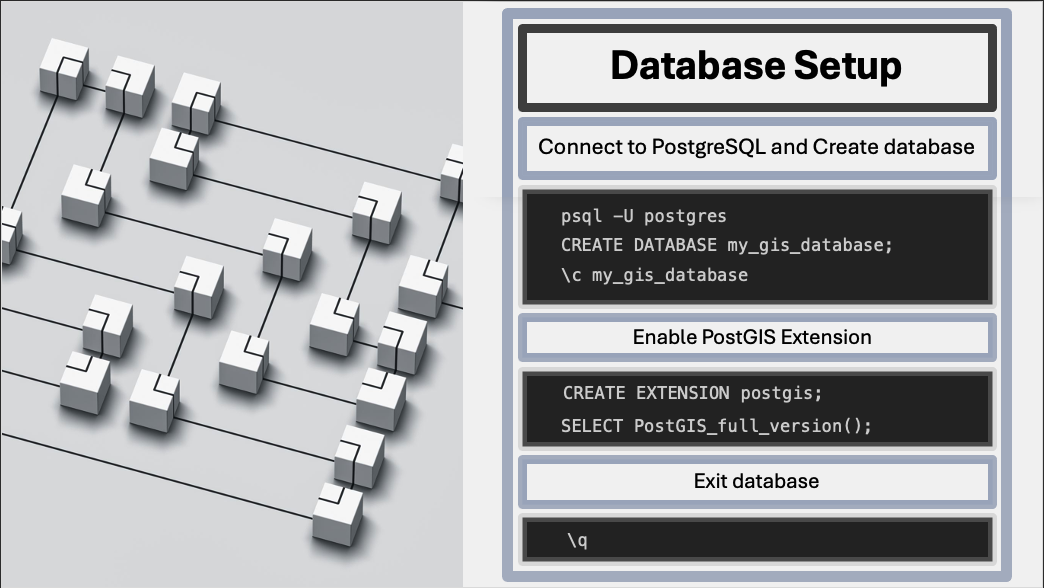 Database Setup
Connect to PostgreSQL and Create database
psql -U postgres
CREATE DATABASE my_gis_database;
\c my_gis_database
Enable PostGIS Extension
CREATE EXTENSION postgis;
SELECT PostGIS_full_version();
Exit database
\q